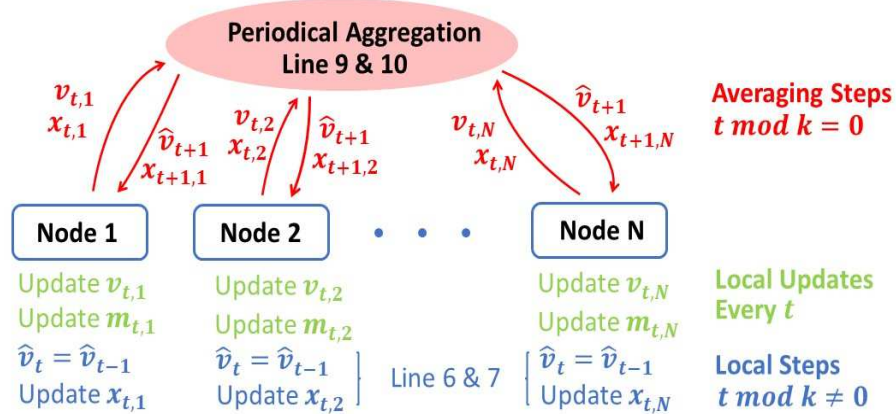 Periodical Aggregation
Line 9 & 10
v_{t,1}
x_{t,1}
v̂_{t+1}
x_{t+1,1}
v_{t,2}
x_{t,2}
v̂_{t+1}
x_{t+1,2}
v_{t,N}
x_{t,N}
v̂_{t+1}
x_{t+1,N}
Averaging Steps
t mod k = 0
Node 1
Node 2
• • •
Node N
Update v_{t,1}
Update m_{t,1}
v̂_t = v̂_{t−1}
Update x_{t,1}
Update v_{t,2}
Update m_{t,2}
v̂_t = v̂_{t−1}
Update x_{t,2}
Line 6 & 7
Update v_{t,N}
Update m_{t,N}
v̂_t = v̂_{t−1}
Update x_{t,N}
Local Updates
Every t
Local Steps
t mod k ≠ 0